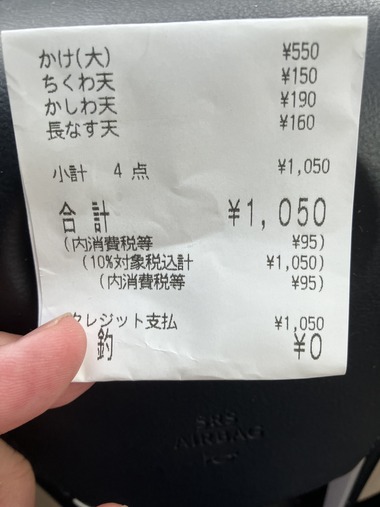 かけ(大) ¥550
ちくわ天 ¥150
かしわ天 ¥190
長なす天 ¥160
小計 4点 ¥1,050
合計 ¥1,050
(内消費税等 ¥95)
(10%対象税込計 ¥1,050)
(内消費税等 ¥95)
クレジット支払 ¥1,050
釣 ¥0
SRS
AIRBAG